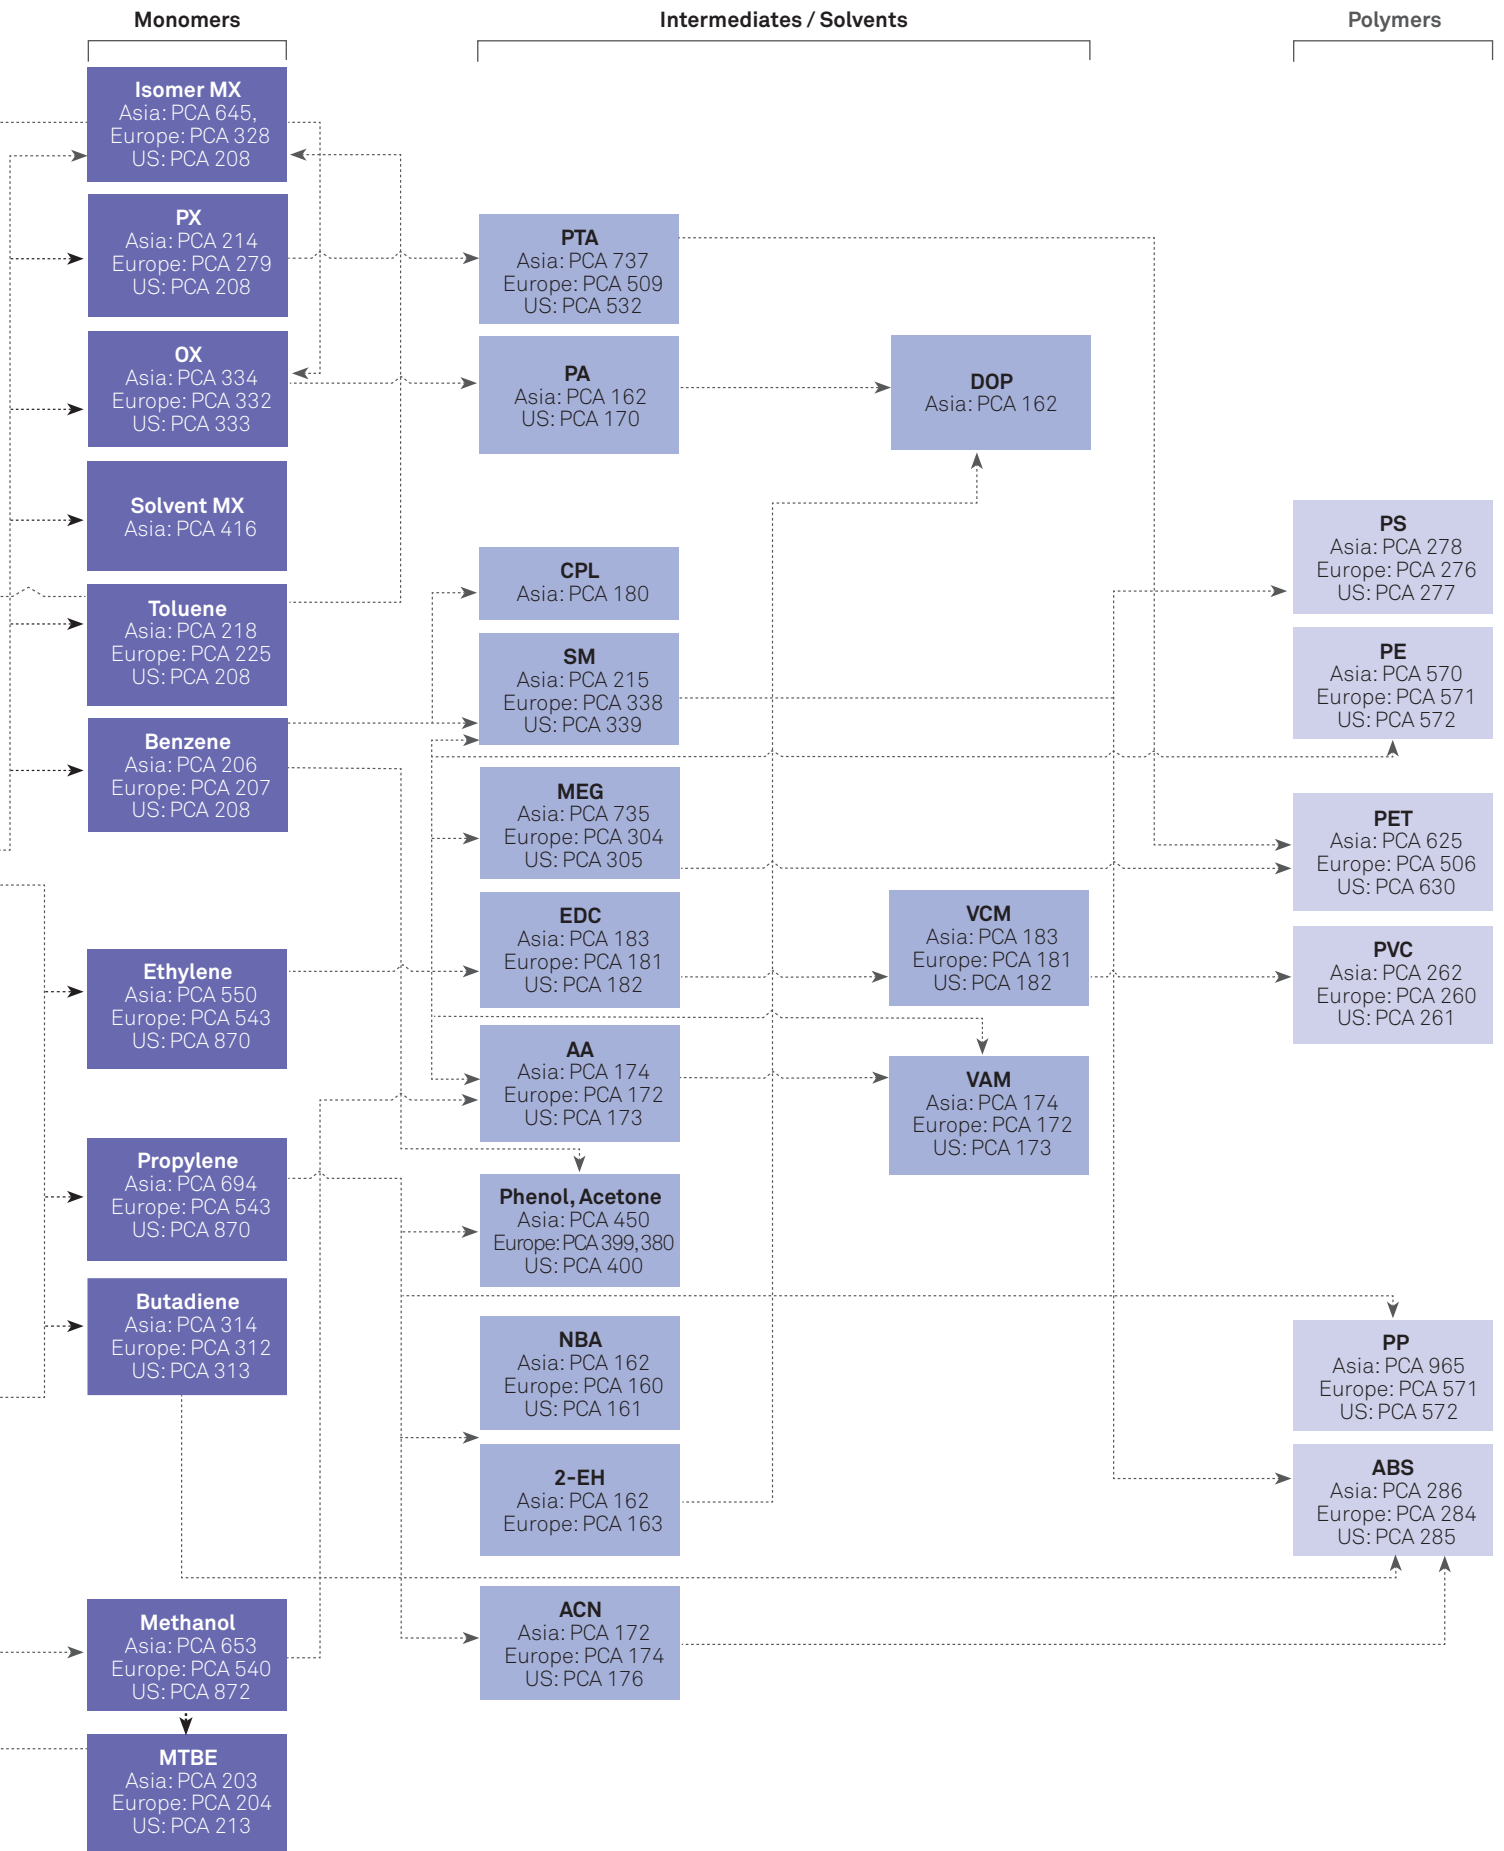 Monomers
Intermediates / Solvents
Polymers
Isomer MX
Asia: PCA 645,
Europe: PCA 328
US: PCA 208
PX
Asia: PCA 214
Europe: PCA 279
US: PCA 208
OX
Asia: PCA 334
Europe: PCA 332
US: PCA 333
Solvent MX
Asia: PCA 416
Toluene
Asia: PCA 218
Europe: PCA 225
US: PCA 208
Benzene
Asia: PCA 206
Europe: PCA 207
US: PCA 208
Ethylene
Asia: PCA 550
Europe: PCA 543
US: PCA 870
Propylene
Asia: PCA 694
Europe: PCA 543
US: PCA 870
Butadiene
Asia: PCA 314
Europe: PCA 312
US: PCA 313
Methanol
Asia: PCA 653
Europe: PCA 540
US: PCA 872
MTBE
Asia: PCA 203
Europe: PCA 204
US: PCA 213
PTA
Asia: PCA 737
Europe: PCA 509
US: PCA 532
PA
Asia: PCA 162
US: PCA 170
CPL
Asia: PCA 180
SM
Asia: PCA 215
Europe: PCA 338
US: PCA 339
MEG
Asia: PCA 735
Europe: PCA 304
US: PCA 305
EDC
Asia: PCA 183
Europe: PCA 181
US: PCA 182
AA
Asia: PCA 174
Europe: PCA 172
US: PCA 173
Phenol, Acetone
Asia: PCA 450
Europe: PCA 399, 380
US: PCA 400
NBA
Asia: PCA 162
Europe: PCA 160
US: PCA 161
2-EH
Asia: PCA 162
Europe: PCA 163
ACN
Asia: PCA 172
Europe: PCA 174
US: PCA 176
DOP
Asia: PCA 162
VCM
Asia: PCA 183
Europe: PCA 181
US: PCA 182
VAM
Asia: PCA 174
Europe: PCA 172
US: PCA 173
PS
Asia: PCA 278
Europe: PCA 276
US: PCA 277
PE
Asia: PCA 570
Europe: PCA 571
US: PCA 572
PET
Asia: PCA 625
Europe: PCA 506
US: PCA 630
PVC
Asia: PCA 262
Europe: PCA 260
US: PCA 261
PP
Asia: PCA 965
Europe: PCA 571
US: PCA 572
ABS
Asia: PCA 286
Europe: PCA 284
US: PCA 285